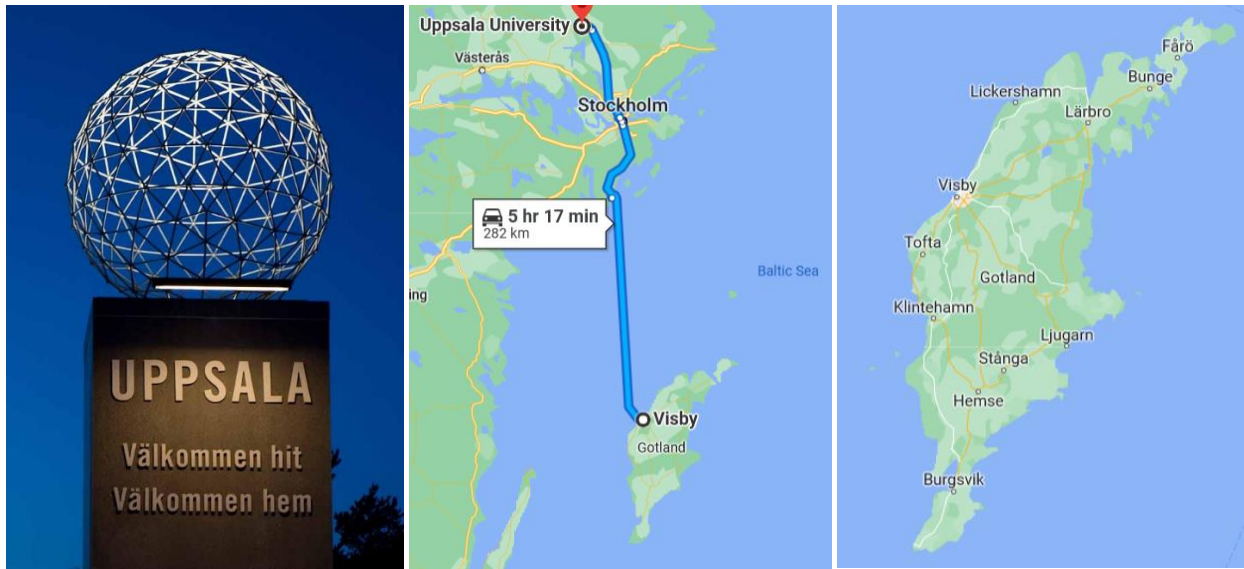 UPPSALA
Välkommen hit
Välkommen hem
Uppsala University
Västerås
Stockholm
5 hr 17 min
282 km
Baltic Sea
ing
Visby
Gotland
Fårö
Bunge
Lickershamn
Lärbro
Visby
Tofta
Gotland
Klintehamn
Ljugarn
Stånga
Hemse
Burgsvik